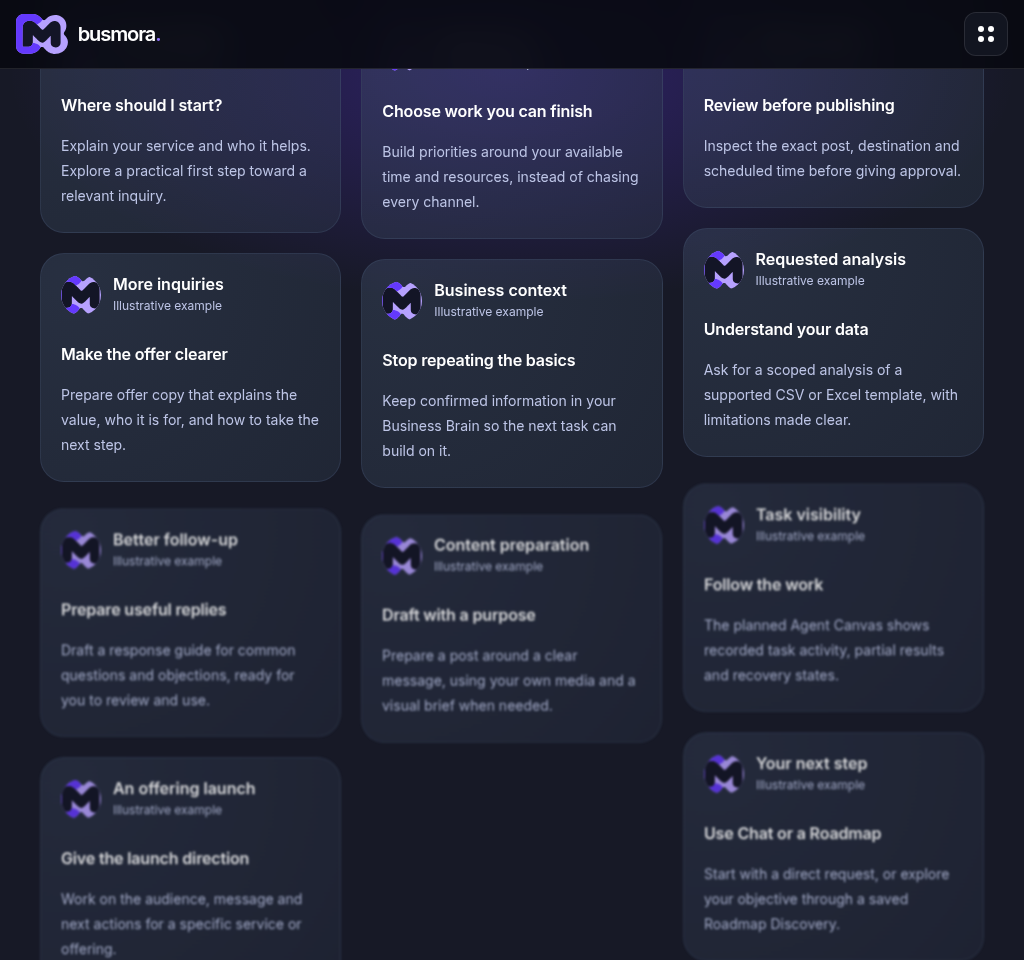 busmora.
Where should I start?
Explain your service and who it helps.
Explore a practical first step toward a
relevant inquiry.
More inquiries
Illustrative example
Make the offer clearer
Prepare offer copy that explains the
value, who it is for, and how to take the
next step.
Better follow-up
Illustrative example
Prepare useful replies
Draft a response guide for common
questions and objections, ready for
you to review and use.
An offering launch
Illustrative example
Give the launch direction
Work on the audience, message and
next actions for a specific service or
offering.
Choose work you can finish
Build priorities around your available
time and resources, instead of chasing
every channel.
Business context
Illustrative example
Stop repeating the basics
Keep confirmed information in your
Business Brain so the next task can
build on it.
Content preparation
Illustrative example
Draft with a purpose
Prepare a post around a clear
message, using your own media and a
visual brief when needed.
Review before publishing
Inspect the exact post, destination and
scheduled time before giving approval.
Requested analysis
Illustrative example
Understand your data
Ask for a scoped analysis of a
supported CSV or Excel template, with
limitations made clear.
Task visibility
Illustrative example
Follow the work
The planned Agent Canvas shows
recorded task activity, partial results
and recovery states.
Your next step
Illustrative example
Use Chat or a Roadmap
Start with a direct request, or explore
your objective through a saved
Roadmap Discovery.